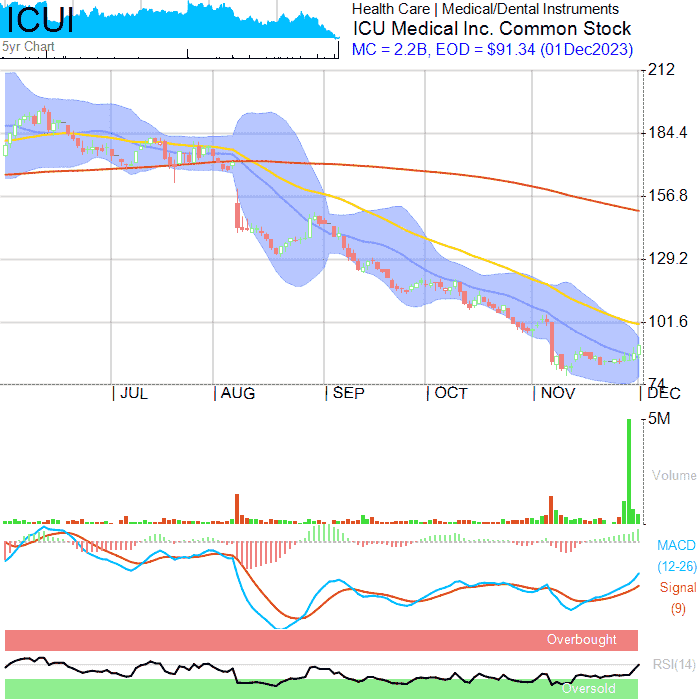 ICUI
5yr Chart
Health Care | Medical/Dental Instruments
ICU Medical Inc. Common Stock
MC = 2.2B, EOD = $91.34 (01Dec2023)
212
184.4
156.8
129.2
101.6
74
JUL
AUG
SEP
OCT
NOV
DEC
5M
Volume
MACD
(12-26)
Signal
(9)
Overbought
RSI(14)
Oversold